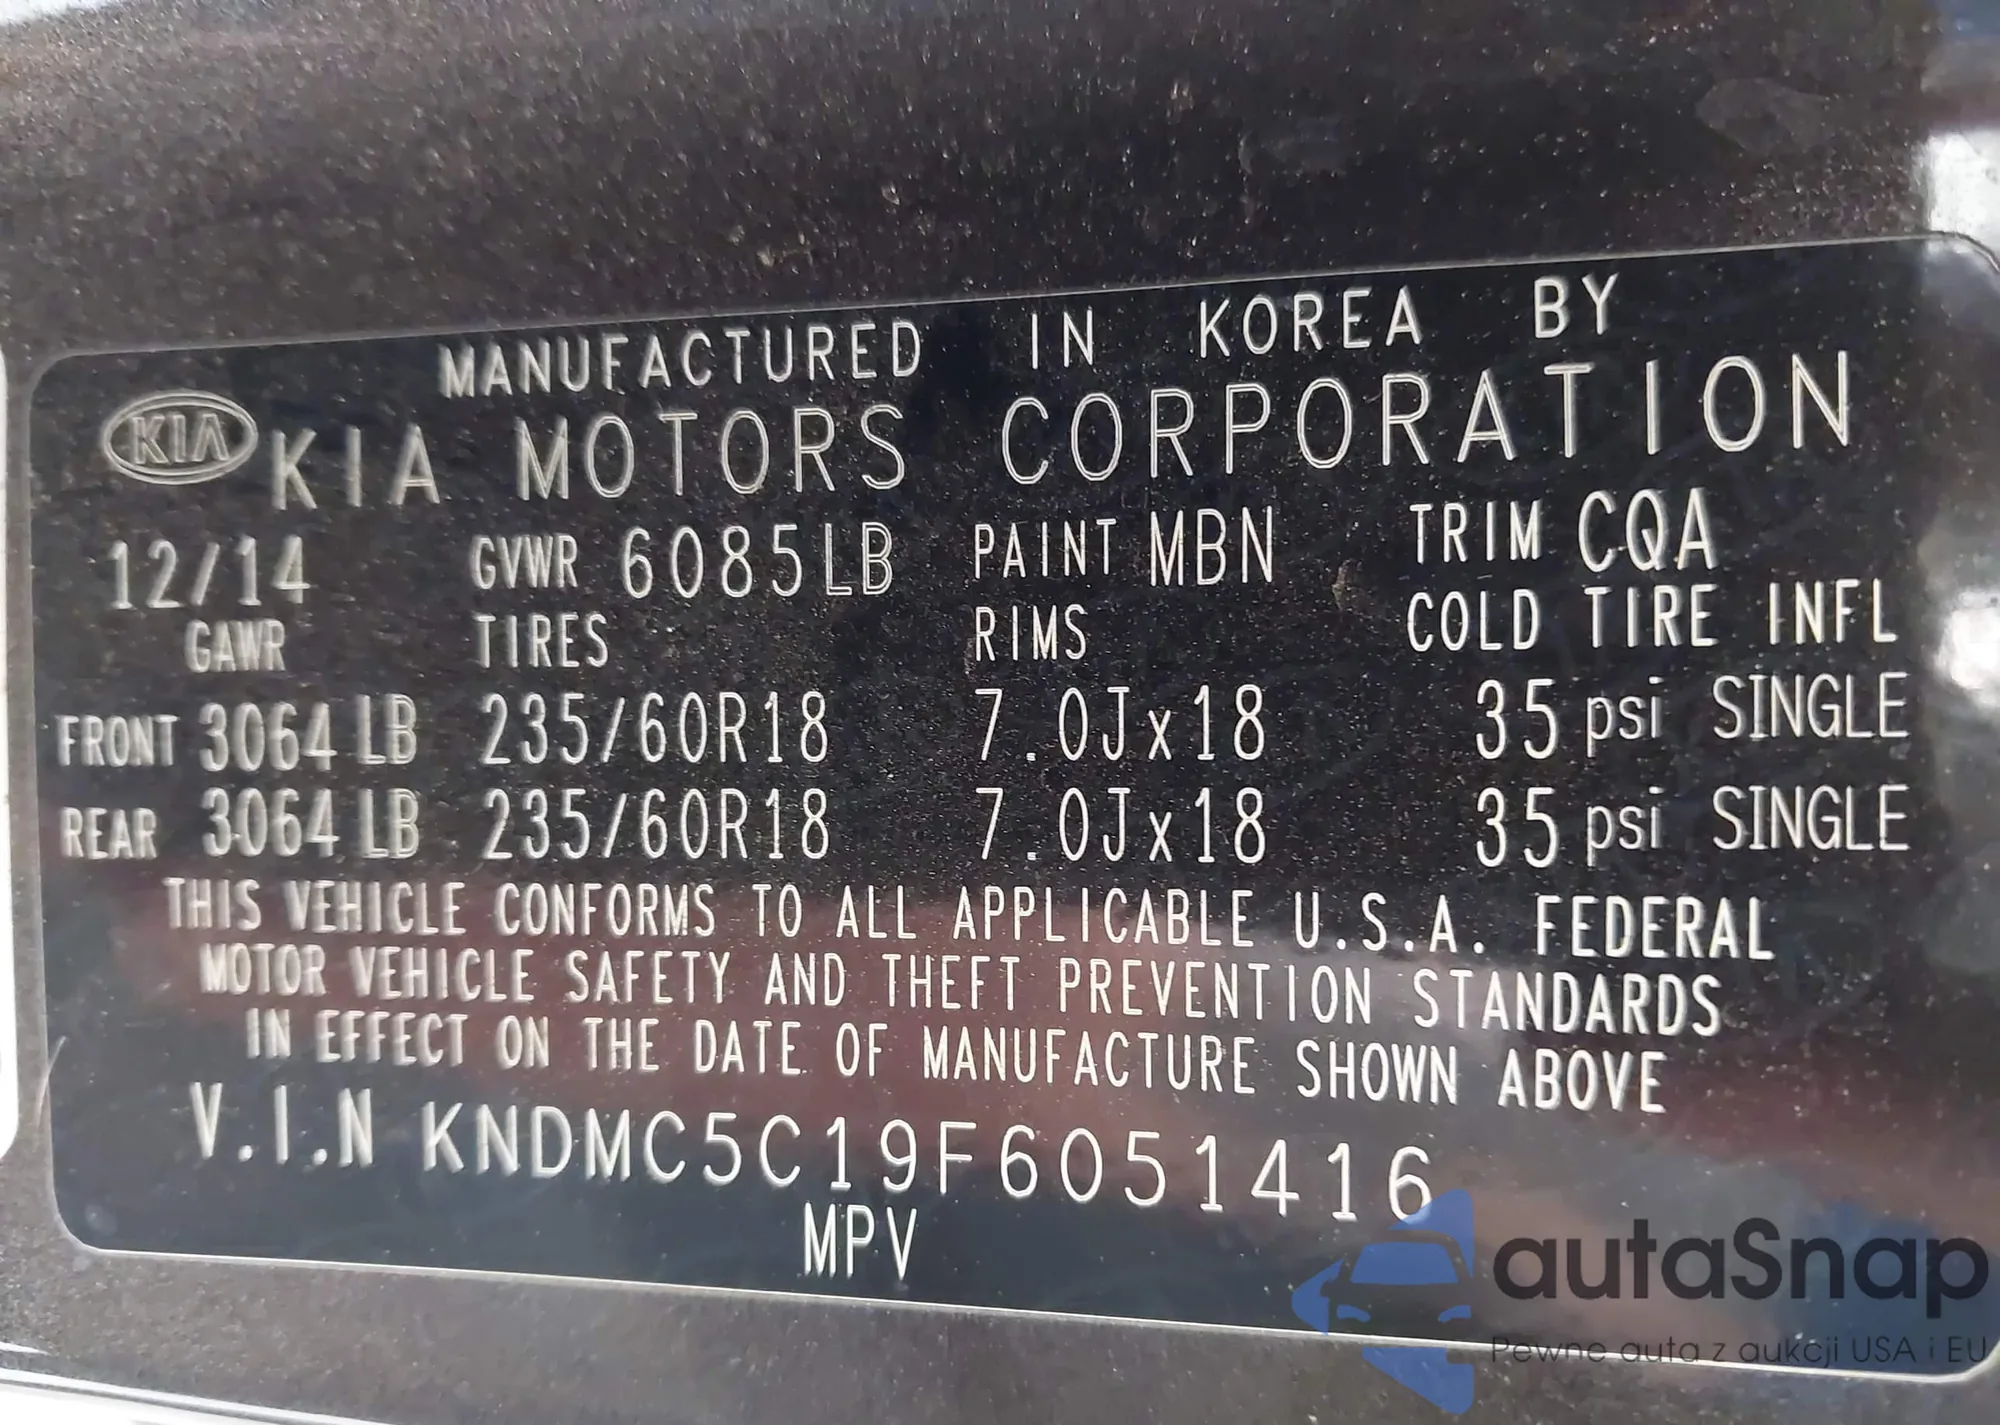 MANUFACTURED IN KOREA BY
KIA KIA MOTORS CORPORATION
12/14 GVWR 6085LB PAINT MBN TRIM CQA
GAWR TIRES RIMS COLD TIRE INFL
FRONT 3064 LB 235/60R18 7.0Jx18 35 psi SINGLE
REAR 3064 LB 235/60R18 7.0Jx18 35 psi SINGLE
THIS VEHICLE CONFORMS TO ALL APPLICABLE U.S.A. FEDERAL
MOTOR VEHICLE SAFETY AND THEFT PREVENTION STANDARDS
IN EFFECT ON THE DATE OF MANUFACTURE SHOWN ABOVE
V.I.N KNDMC5C19F6051416
MPV
autaSnap
Pewne auta z aukcji USA i EU